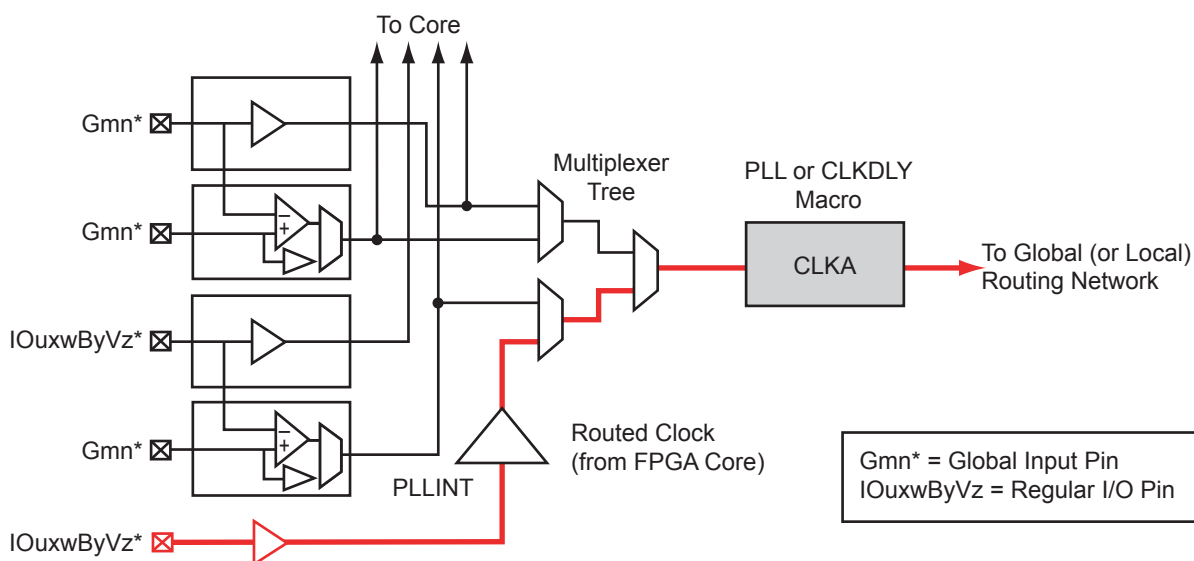 To Core
Gmn*
Gmn*
IOuxwByVz*
Gmn*
IOuxwByVz*
−
+
−
+
Multiplexer
Tree
PLL or CLKDLY
Macro
CLKA
To Global (or Local)
Routing Network
Routed Clock
(from FPGA Core)
PLLINT
Gmn* = Global Input Pin
IOuxwByVz = Regular I/O Pin